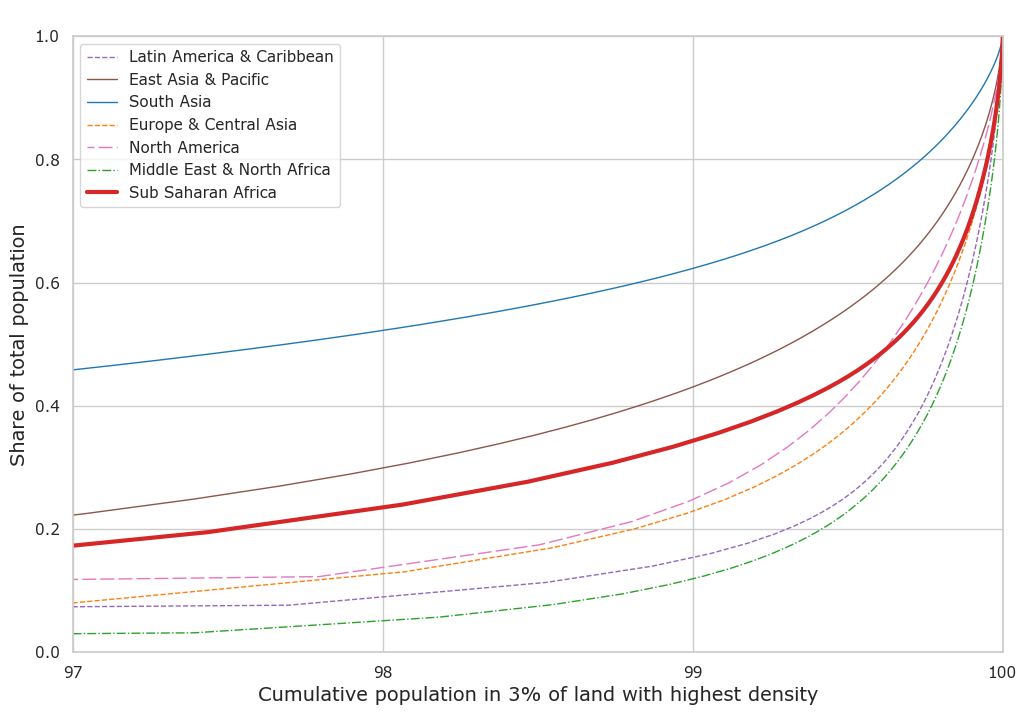 1.0
0.8
0.6
0.4
0.2
0.0
Share of total population
Latin America & Caribbean
East Asia & Pacific
South Asia
Europe & Central Asia
North America
Middle East & North Africa
Sub Saharan Africa
97
98
99
100
Cumulative population in 3% of land with highest density